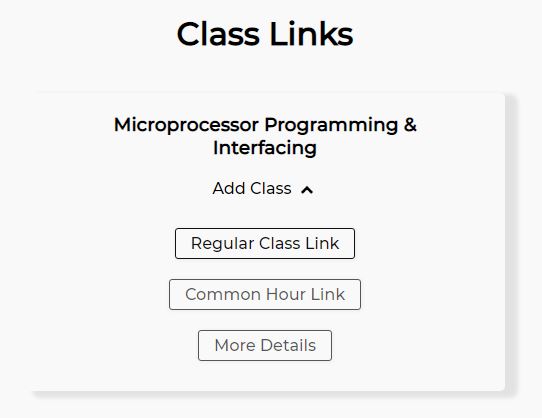 Class Links
Microprocessor Programming &
Interfacing
Add Class
Regular Class Link
Common Hour Link
More Details